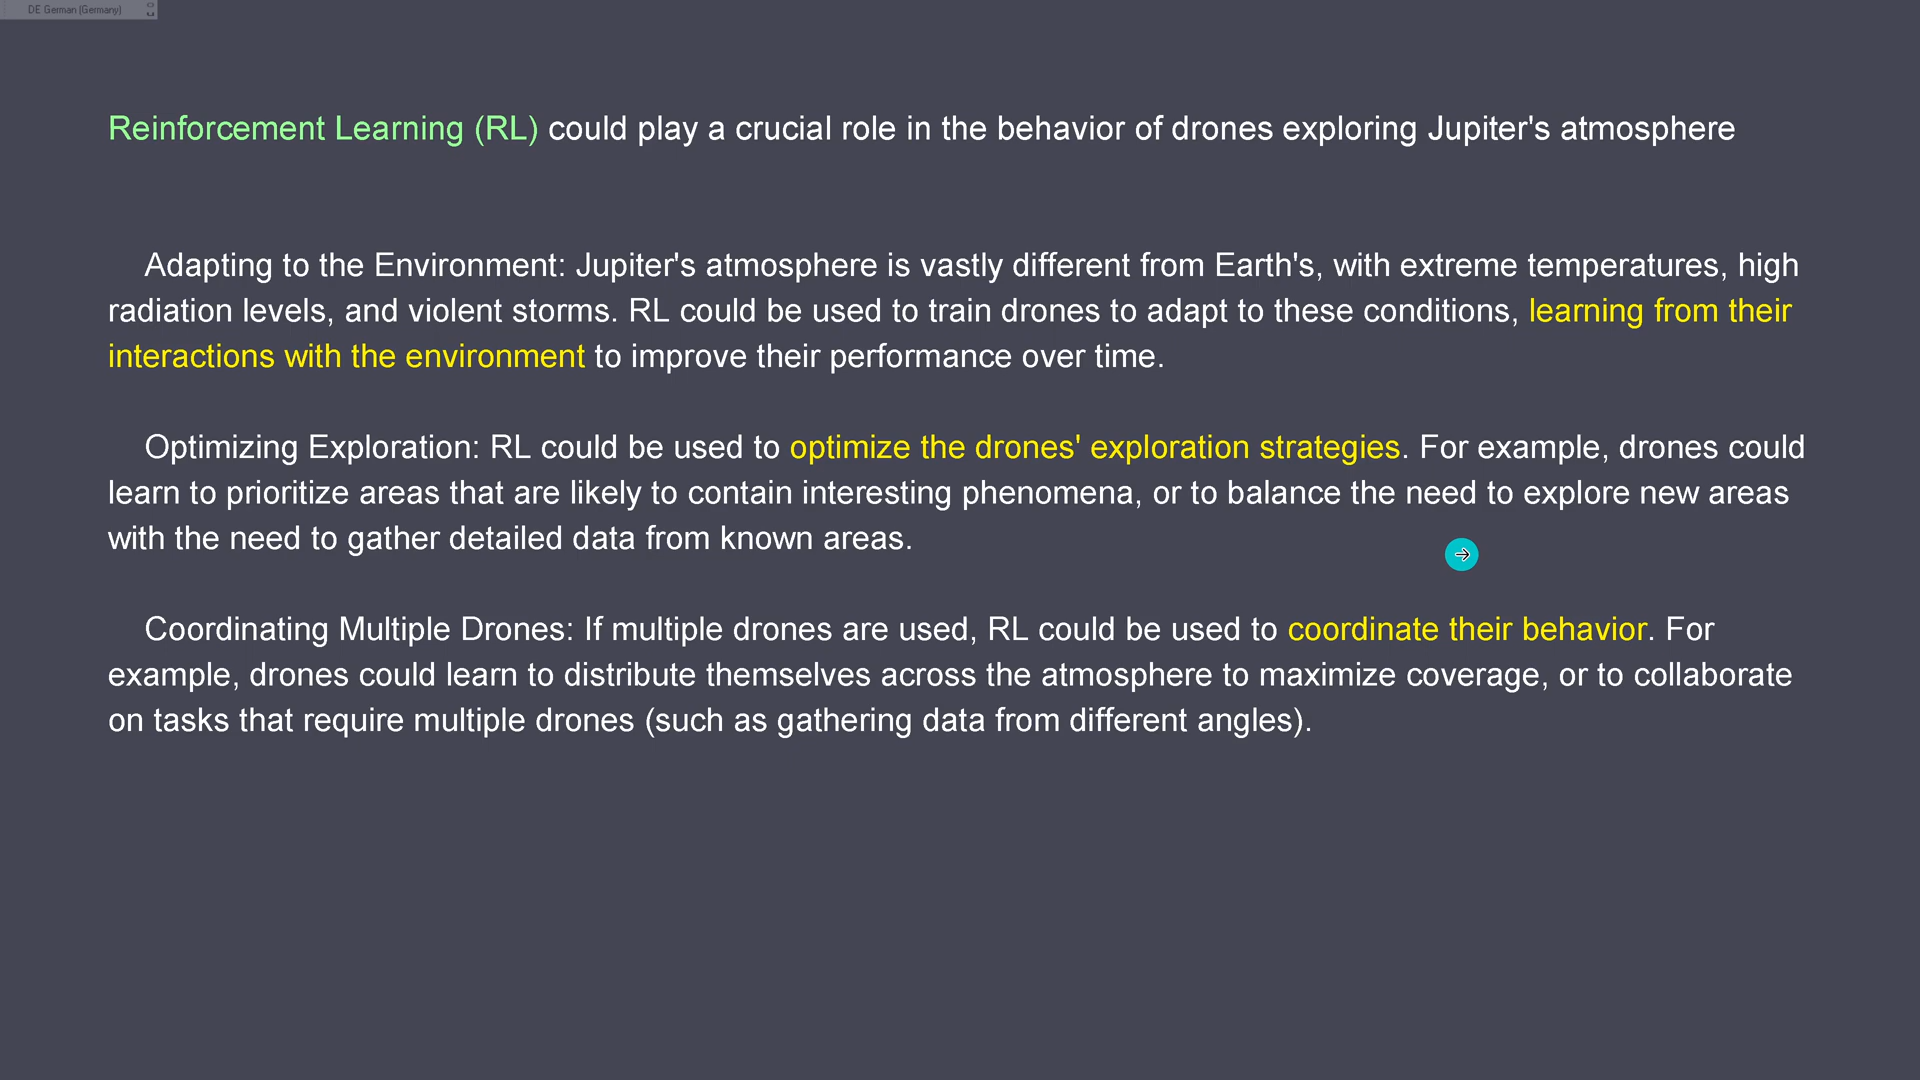 DE German (Germany)
Reinforcement Learning (RL) could play a crucial role in the behavior of drones exploring Jupiter's atmosphere
Adapting to the Environment: Jupiter's atmosphere is vastly different from Earth's, with extreme temperatures, high
radiation levels, and violent storms. RL could be used to train drones to adapt to these conditions, learning from their
interactions with the environment to improve their performance over time.
Optimizing Exploration: RL could be used to optimize the drones' exploration strategies. For example, drones could
learn to prioritize areas that are likely to contain interesting phenomena, or to balance the need to explore new areas
with the need to gather detailed data from known areas.
Coordinating Multiple Drones: If multiple drones are used, RL could be used to coordinate their behavior. For
example, drones could learn to distribute themselves across the atmosphere to maximize coverage, or to collaborate
on tasks that require multiple drones (such as gathering data from different angles).